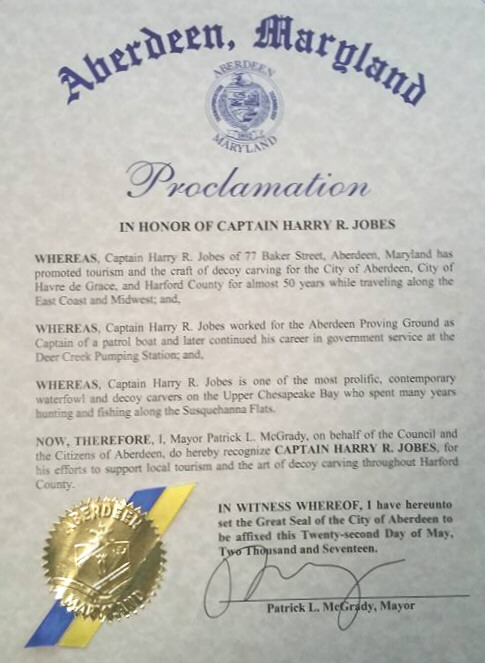 Aberdeen, Maryland
ABERDEEN
1892
MARYLAND
Proclamation
IN HONOR OF CAPTAIN HARRY R. JOBES
WHEREAS, Captain Harry R. Jobes of 77 Baker Street, Aberdeen, Maryland has
promoted tourism and the craft of decoy carving for the City of Aberdeen, City of
Havre de Grace, and Harford County for almost 50 years while traveling along the
East Coast and Midwest; and,
WHEREAS, Captain Harry R. Jobes worked for the Aberdeen Proving Ground as
Captain of a patrol boat and later continued his career in government service at the
Deer Creek Pumping Station; and,
WHEREAS, Captain Harry R. Jobes is one of the most prolific, contemporary
waterfowl and decoy carvers on the Upper Chesapeake Bay who spent many years
hunting and fishing along the Susquehanna Flats.
NOW, THEREFORE, I, Mayor Patrick L. McGrady, on behalf of the Council and
the Citizens of Aberdeen, do hereby recognize CAPTAIN HARRY R. JOBES, for
his efforts to support local tourism and the art of decoy carving throughout Harford
County.
IN WITNESS WHEREOF, I have hereunto
set the Great Seal of the City of Aberdeen to
be affixed this Twenty-second Day of May,
Two Thousand and Seventeen.
Patrick L. McGrady, Mayor
ABERDEEN
MARYLAND